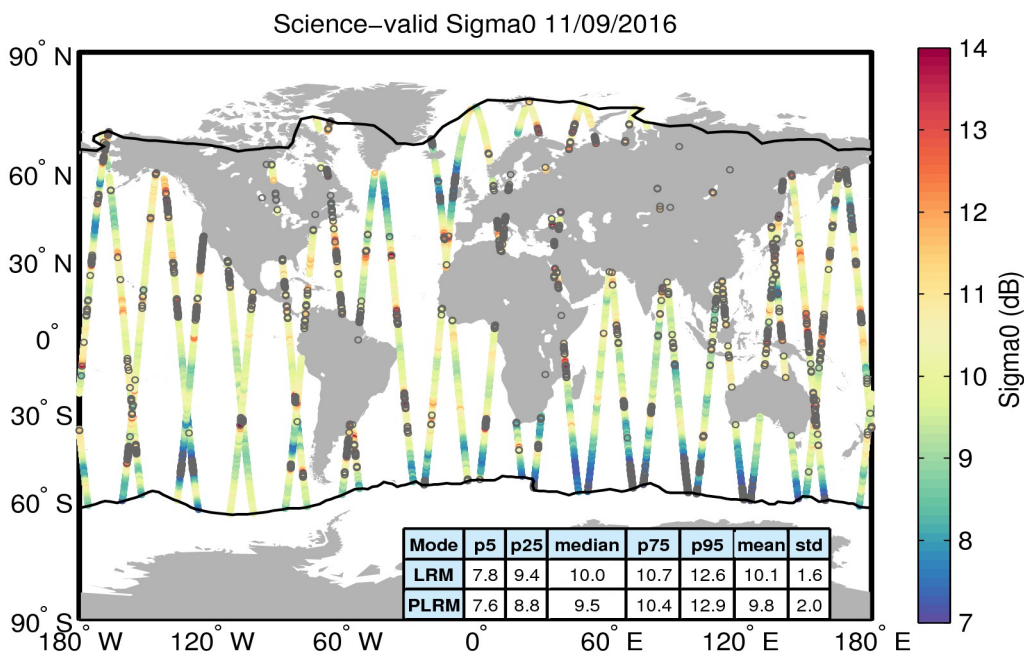 Science−valid Sigma0 11/09/2016
90° N
60° N
30° N
0°
30° S
60° S
90° S
180° W 120° W 60° W 0° 60° E 120° E 180° E
Mode p5 p25 median p75 p95 mean std
LRM 7.8 9.4 10.0 10.7 12.6 10.1 1.6
PLRM 7.6 8.8 9.5 10.4 12.9 9.8 2.0
14
13
12
11
10
9
8
7
Sigma0 (dB)